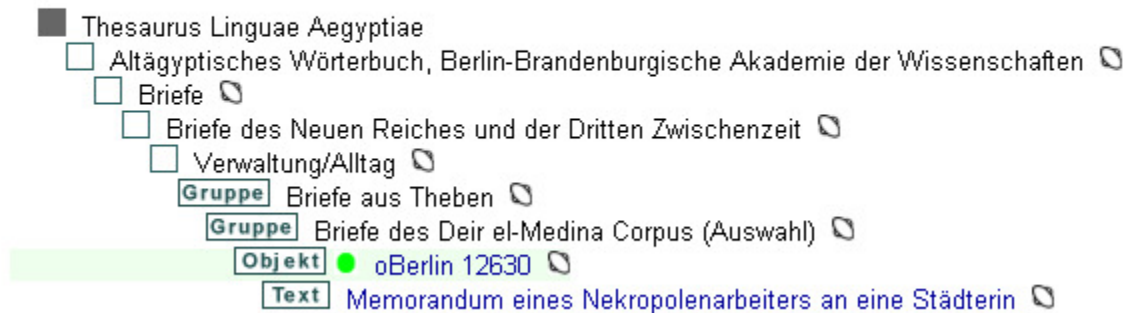 Thesaurus Linguae Aegyptiae
Altägyptisches Wörterbuch, Berlin-Brandenburgische Akademie der Wissenschaften
Briefe
Briefe des Neuen Reiches und der Dritten Zwischenzeit
Verwaltung/Alltag
Gruppe Briefe aus Theben
Gruppe Briefe des Deir el-Medina Corpus (Auswahl)
Objekt oBerlin 12630
Text Memorandum eines Nekropolenarbeiters an eine Städterin